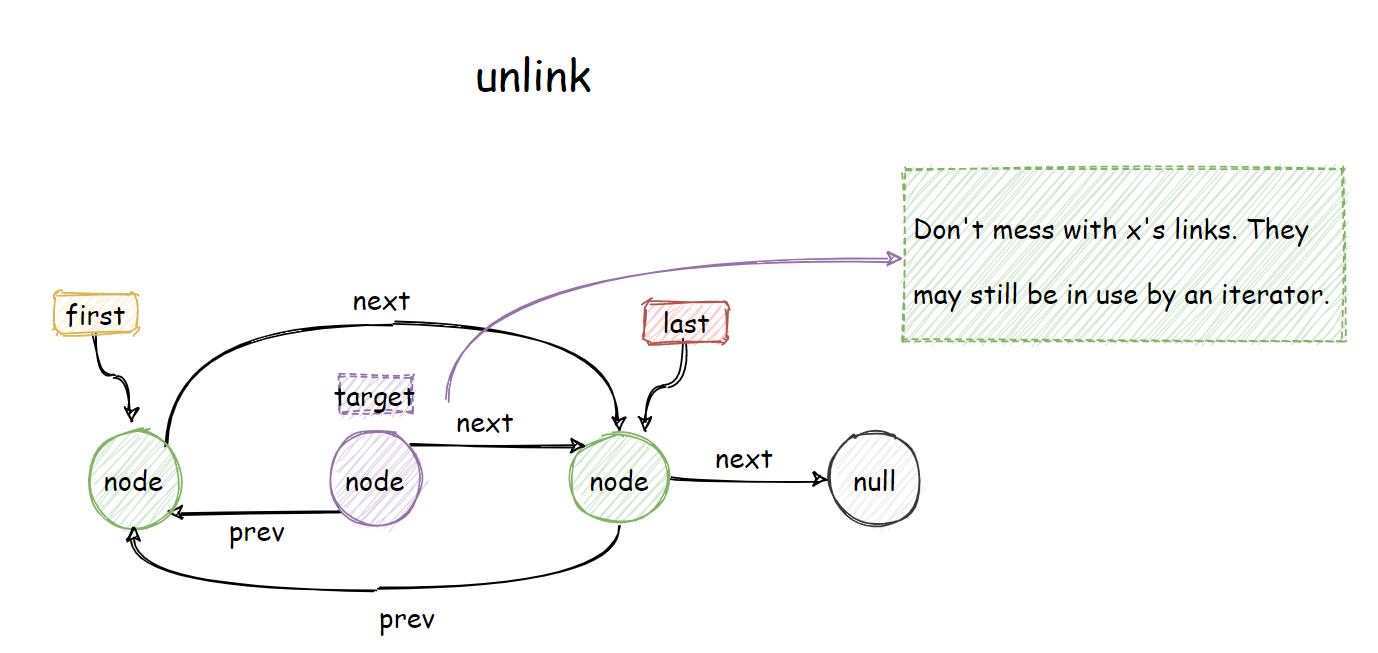 unlink
Don't mess with x's links. They
may still be in use by an iterator.
next
first
last
target
next
next
node
node
node
null
prev
prev